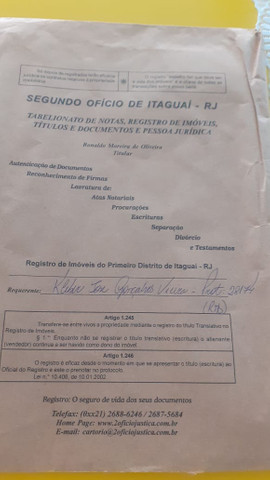 SEGUNDO OFÍCIO DE ITAGUAÍ - RJ
TABELIONATO DE NOTAS, REGISTRO DE IMÓVEIS,
TÍTULOS E DOCUMENTOS E PESSOA JURÍDICA
Ronaldo Moreira de Oliveira
Titular
Autenticação de Documentos
Reconhecimento de Firmas
Lavratura de:
Atas Notariais
Procurações
Escrituras
Separação
Divórcio
e Testamentos
Registro de Imóveis do Primeiro Distrito de Itaguaí - RJ
Requerente:
Artigo 1.245
Transfere-se entre vivos a propriedade mediante o registro do título Translativo no
Registro de Imóveis.
§ 1.º Enquanto não se registrar o título translativo (escritura) o alienante
(vendedor) continua a ser havido como dono do imóvel.
Artigo 1.246
O registro é eficaz desde o momento em que se apresentar o título (escritura) ao
Oficial do Registro e este o prenotar no protocolo.
Lei n.º 10.406, de 10.01.2002.
Registro: O seguro de vida dos seus documentos
Telefax: (0xx21) 2688-6246 / 2687-5684
Home Page: www.2oficiojustica.com.br
E-mail: cartorio@2oficiojustica.com.br